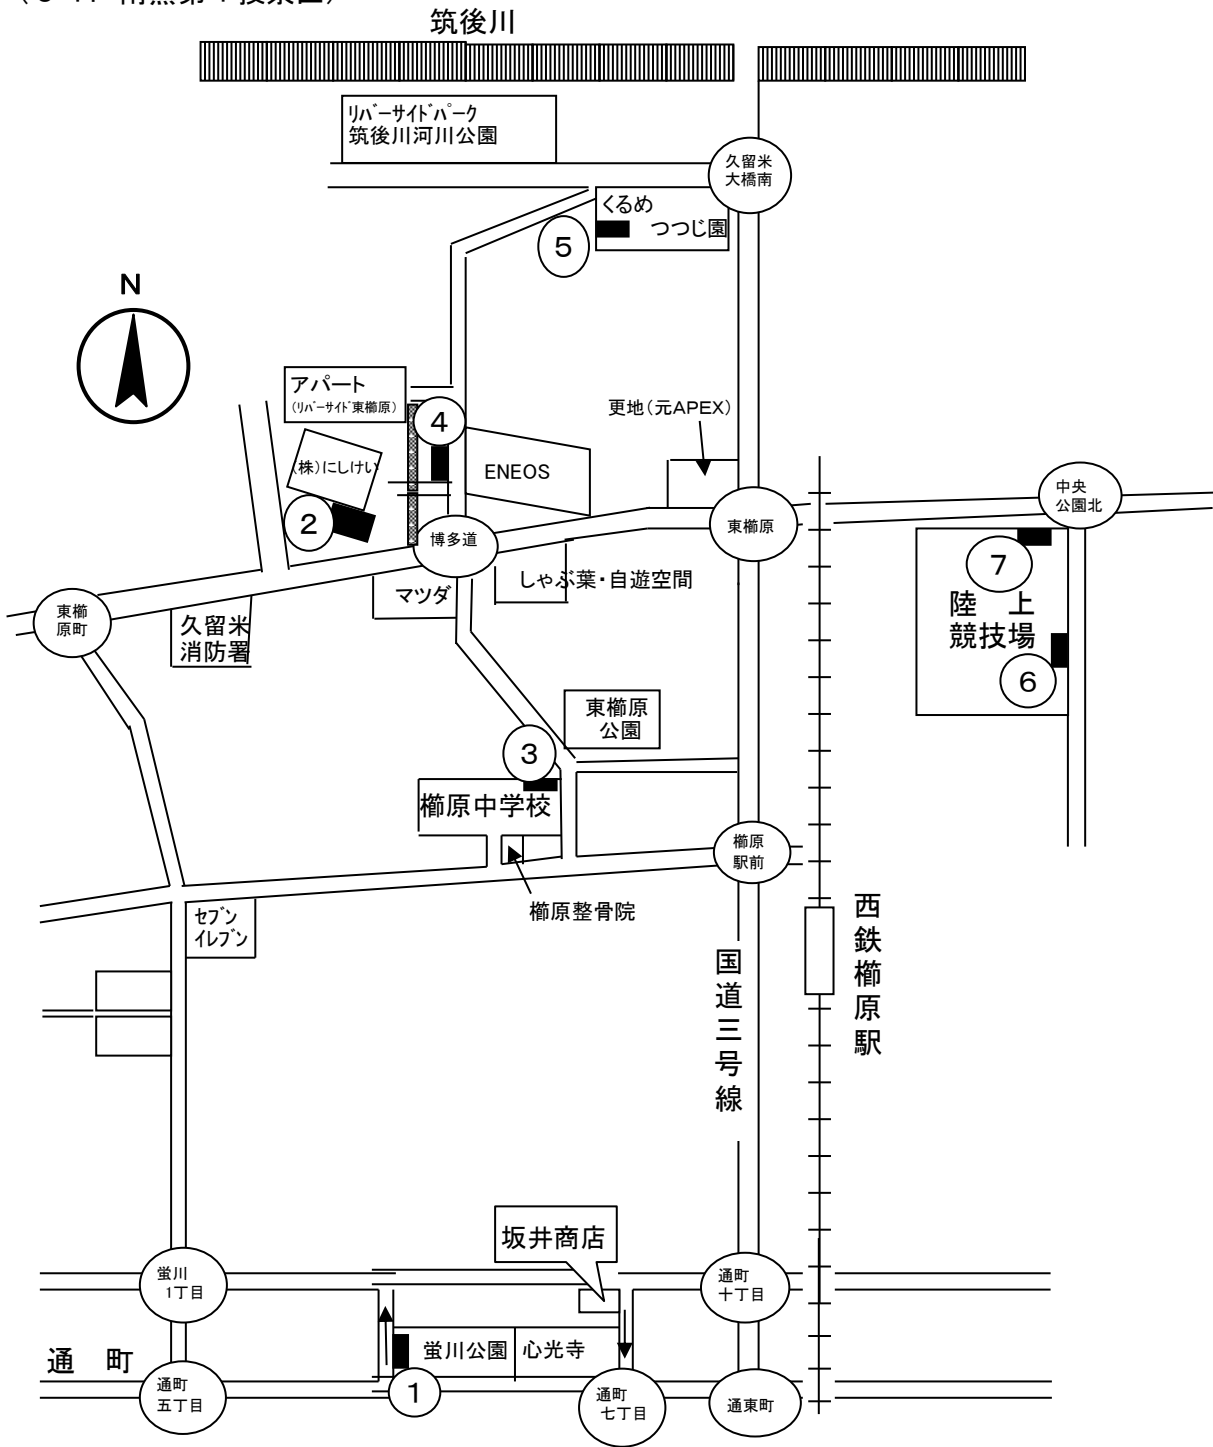 筑後川
リバーサイドパーク
筑後川河川公園
久留米
大橋南
くるめ
つつじ園
5
N
アパート
(リバーサイド東櫛原)
4
更地(元APEX)
(株)にしけい
ENEOS
中央
公園北
2
博多道
東櫛原
7
しゃぶ葉・自遊空間
マツダ
陸 上
競技場
東櫛
原町
久留米
消防署
6
東櫛原
公園
3
櫛原中学校
櫛原
駅前
櫛原整骨院
セブン
イレブン
西鉄櫛原駅
国道三号線
坂井商店
蛍川
1丁目
通町
十丁目
通 町
蛍川公園
心光寺
通町
五丁目
1
通町
七丁目
通東町